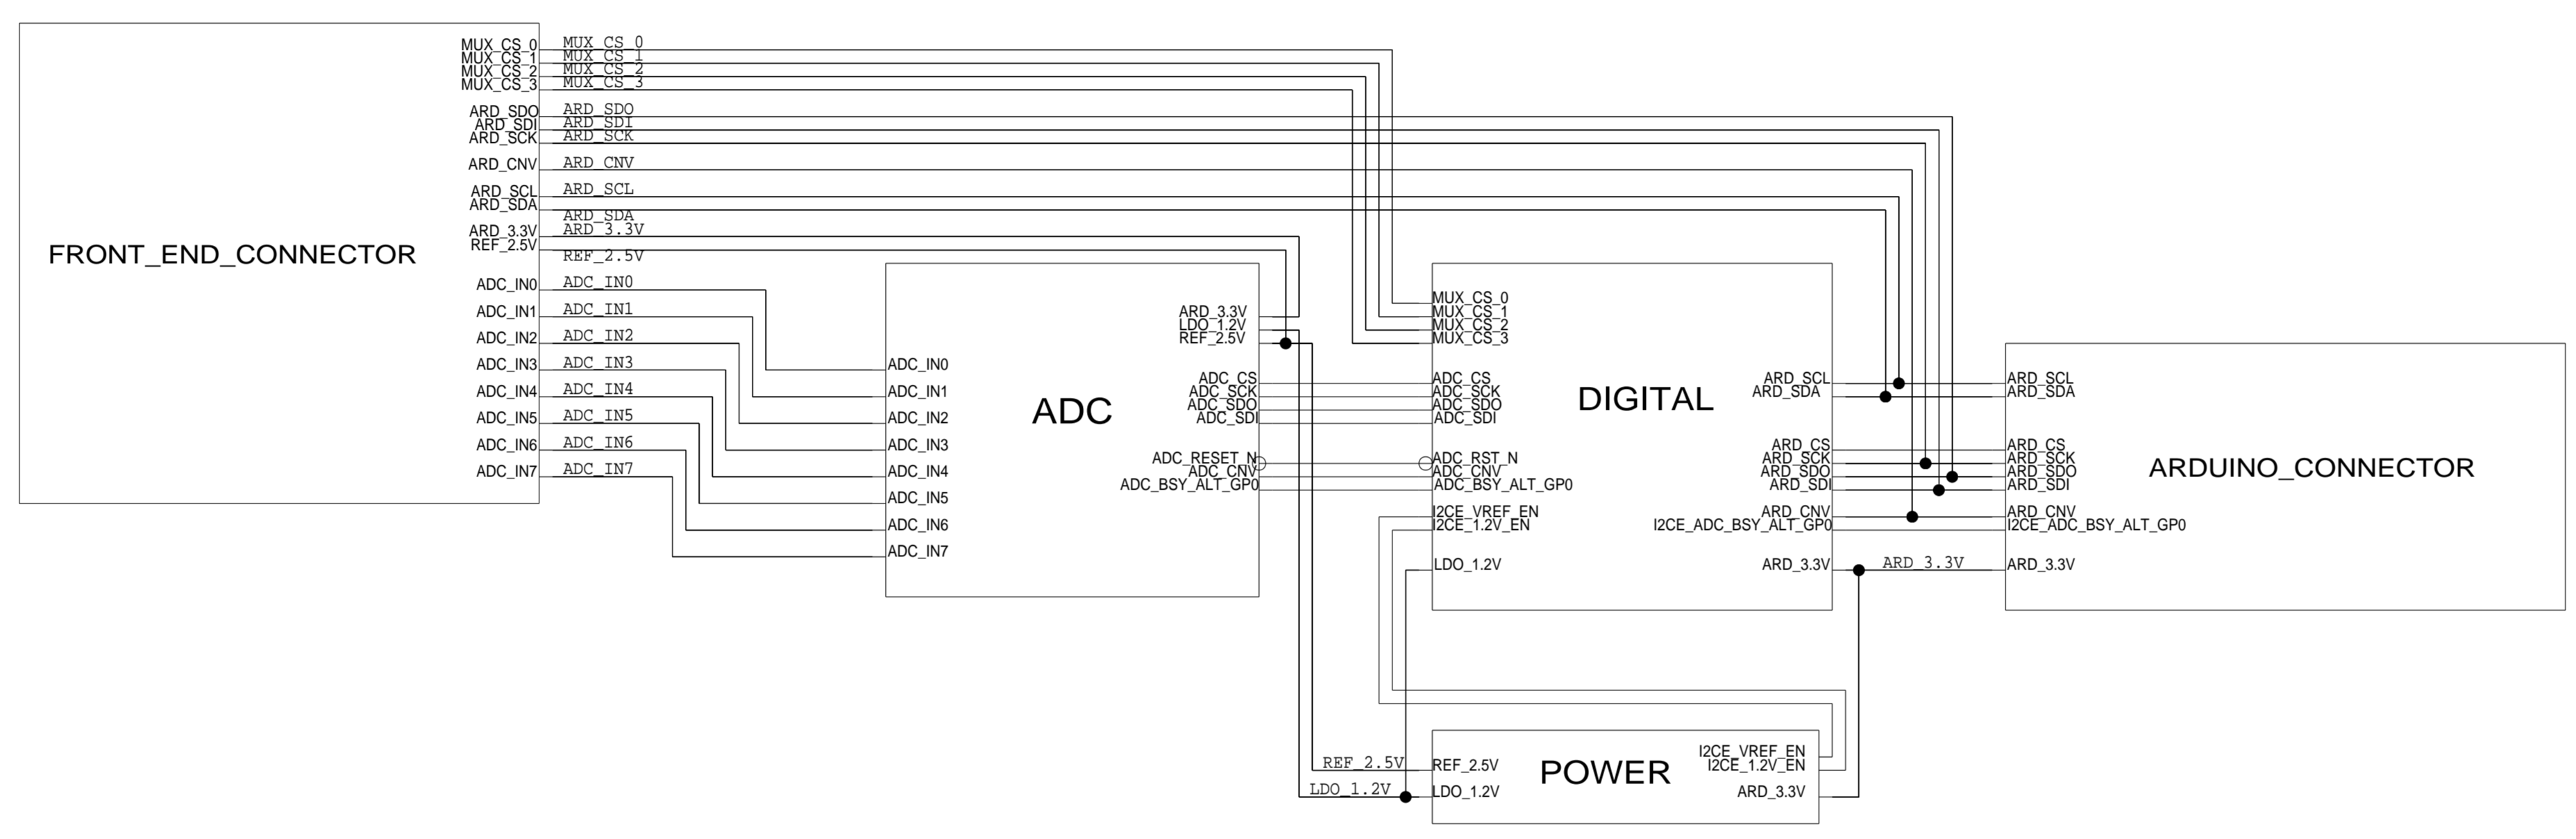 FRONT_END_CONNECTOR
MUX_CS_0
MUX_CS_1
MUX_CS_2
MUX_CS_3
ARD_SDO
ARD_SDI
ARD_SCK
ARD_CNV
ARD_SCL
ARD_SDA
ARD_3.3V
REF_2.5V
ADC_IN0
ADC_IN1
ADC_IN2
ADC_IN3
ADC_IN4
ADC_IN5
ADC_IN6
ADC_IN7
MUX_CS_0
MUX_CS_1
MUX_CS_2
MUX_CS_3
ARD_SDO
ARD_SDI
ARD_SCK
ARD_CNV
ARD_SCL
ARD_SDA
ARD_3.3V
REF_2.5V
ADC_IN0
ADC_IN1
ADC_IN2
ADC_IN3
ADC_IN4
ADC_IN5
ADC_IN6
ADC_IN7
ADC_IN0
ADC_IN1
ADC_IN2
ADC_IN3
ADC_IN4
ADC_IN5
ADC_IN6
ADC_IN7
ADC
ARD_3.3V
LDO_1.2V
REF_2.5V
ADC_CS
ADC_SCK
ADC_SDO
ADC_SDI
ADC_RESET_N
ADC_CNV
ADC_BSY_ALT_GP0
MUX_CS_0
MUX_CS_1
MUX_CS_2
MUX_CS_3
ADC_CS
ADC_SCK
ADC_SDO
ADC_SDI
ADC_RST_N
ADC_CNV
ADC_BSY_ALT_GP0
I2CE_VREF_EN
I2CE_1.2V_EN
LDO_1.2V
DIGITAL
ARD_SCL
ARD_SDA
ARD_CS
ARD_SCK
ARD_SDO
ARD_SDI
ARD_CNV
I2CE_ADC_BSY_ALT_GP0
ARD_3.3V
ARD_3.3V
ARD_SCL
ARD_SDA
ARD_CS
ARD_SCK
ARD_SDO
ARD_SDI
ARD_CNV
I2CE_ADC_BSY_ALT_GP0
ARD_3.3V
ARDUINO_CONNECTOR
REF_2.5V
LDO_1.2V
REF_2.5V
LDO_1.2V
POWER
I2CE_VREF_EN
I2CE_1.2V_EN
ARD_3.3V